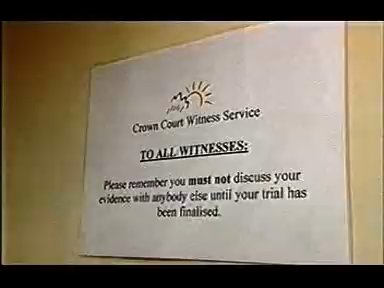 Crown Court Witness Service
TO ALL WITNESSES:
Please remember you must not discuss your
evidence with anybody else until your trial has
been finalised.